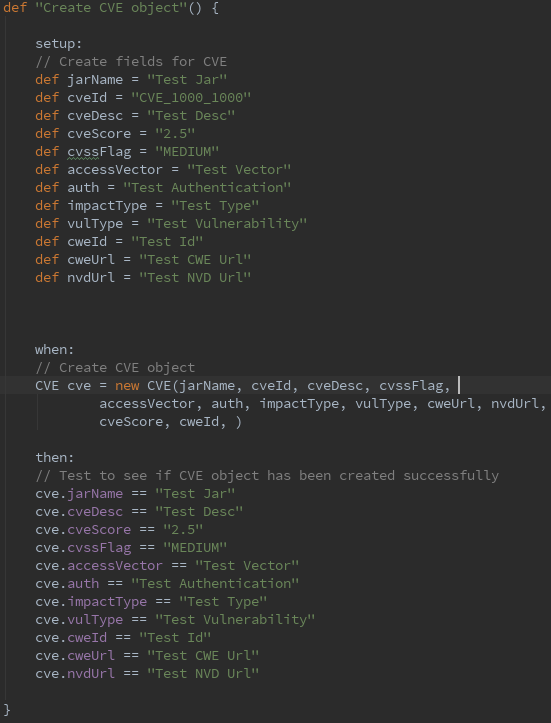 def "Create CVE object"() {
setup:
// Create fields for CVE
def jarName = "Test Jar"
def cveId = "CVE_1000_1000"
def cveDesc = "Test Desc"
def cveScore = "2.5"
def cvssFlag = "MEDIUM"
def accessVector = "Test Vector"
def auth = "Test Authentication"
def impactType = "Test Type"
def vulType = "Test Vulnerability"
def cweId = "Test Id"
def cweUrl = "Test CWE Url"
def nvdUrl = "Test NVD Url"
when:
// Create CVE object
CVE cve = new CVE(jarName, cveId, cveDesc, cvssFlag,
accessVector, auth, impactType, vulType, cweUrl, nvdUrl,
cveScore, cweId, )
then:
// Test to see if CVE object has been created successfully
cve.jarName == "Test Jar"
cve.cveDesc == "Test Desc"
cve.cveScore == "2.5"
cve.cvssFlag == "MEDIUM"
cve.accessVector == "Test Vector"
cve.auth == "Test Authentication"
cve.impactType == "Test Type"
cve.vulType == "Test Vulnerability"
cve.cweId == "Test Id"
cve.cweUrl == "Test CWE Url"
cve.nvdUrl == "Test NVD Url"
}